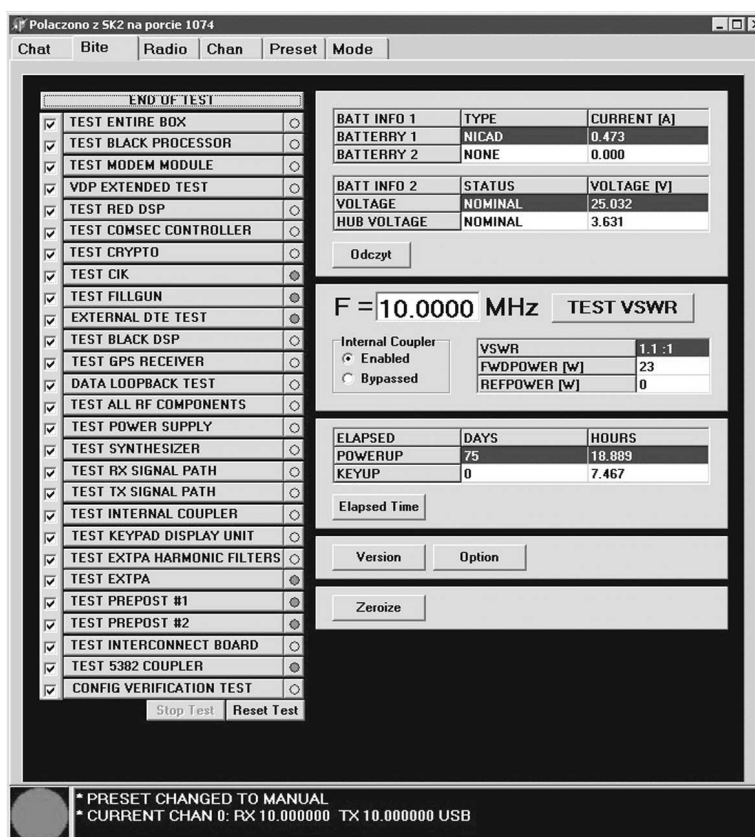 Polaczono z SK2 na porcie 1074
Chat Bite Radio Chan Preset Mode
END OF TEST
TEST ENTIRE BOX
TEST BLACK PROCESSOR
TEST MODEM MODULE
VDP EXTENDED TEST
TEST RED DSP
TEST COMSEC CONTROLLER
TEST CRYPTO
TEST CIK
TEST FILLGUN
EXTERNAL DTE TEST
TEST BLACK DSP
TEST GPS RECEIVER
DATA LOOPBACK TEST
TEST ALL RF COMPONENTS
TEST POWER SUPPLY
TEST SYNTHESIZER
TEST RX SIGNAL PATH
TEST TX SIGNAL PATH
TEST INTERNAL COUPLER
TEST KEYPAD DISPLAY UNIT
TEST EXTPA HARMONIC FILTERS
TEST EXTPA
TEST PREPOST #1
TEST PREPOST #2
TEST INTERCONNECT BOARD
TEST 5382 COUPLER
CONFIG VERIFICATION TEST
Stop Test Reset Test
BATT INFO 1 TYPE CURRENT [A]
BATTERRY 1 NICAD 0.473
BATTERRY 2 NONE 0.000
BATT INFO 2 STATUS VOLTAGE [V]
VOLTAGE NOMINAL 25.032
HUB VOLTAGE NOMINAL 3.631
Odczyt
F = 10.0000 MHz TEST VSWR
Internal Coupler
Enabled
Bypassed
VSWR 1.1 :1
FWDPOWER [W] 23
REFPOWER [W] 0
ELAPSED DAYS HOURS
POWERUP 75 18.889
KEYUP 0 7.467
Elapsed Time
Version Option
Zeroize
* PRESET CHANGED TO MANUAL
* CURRENT CHAN 0: RX 10.000000 TX 10.000000 USB